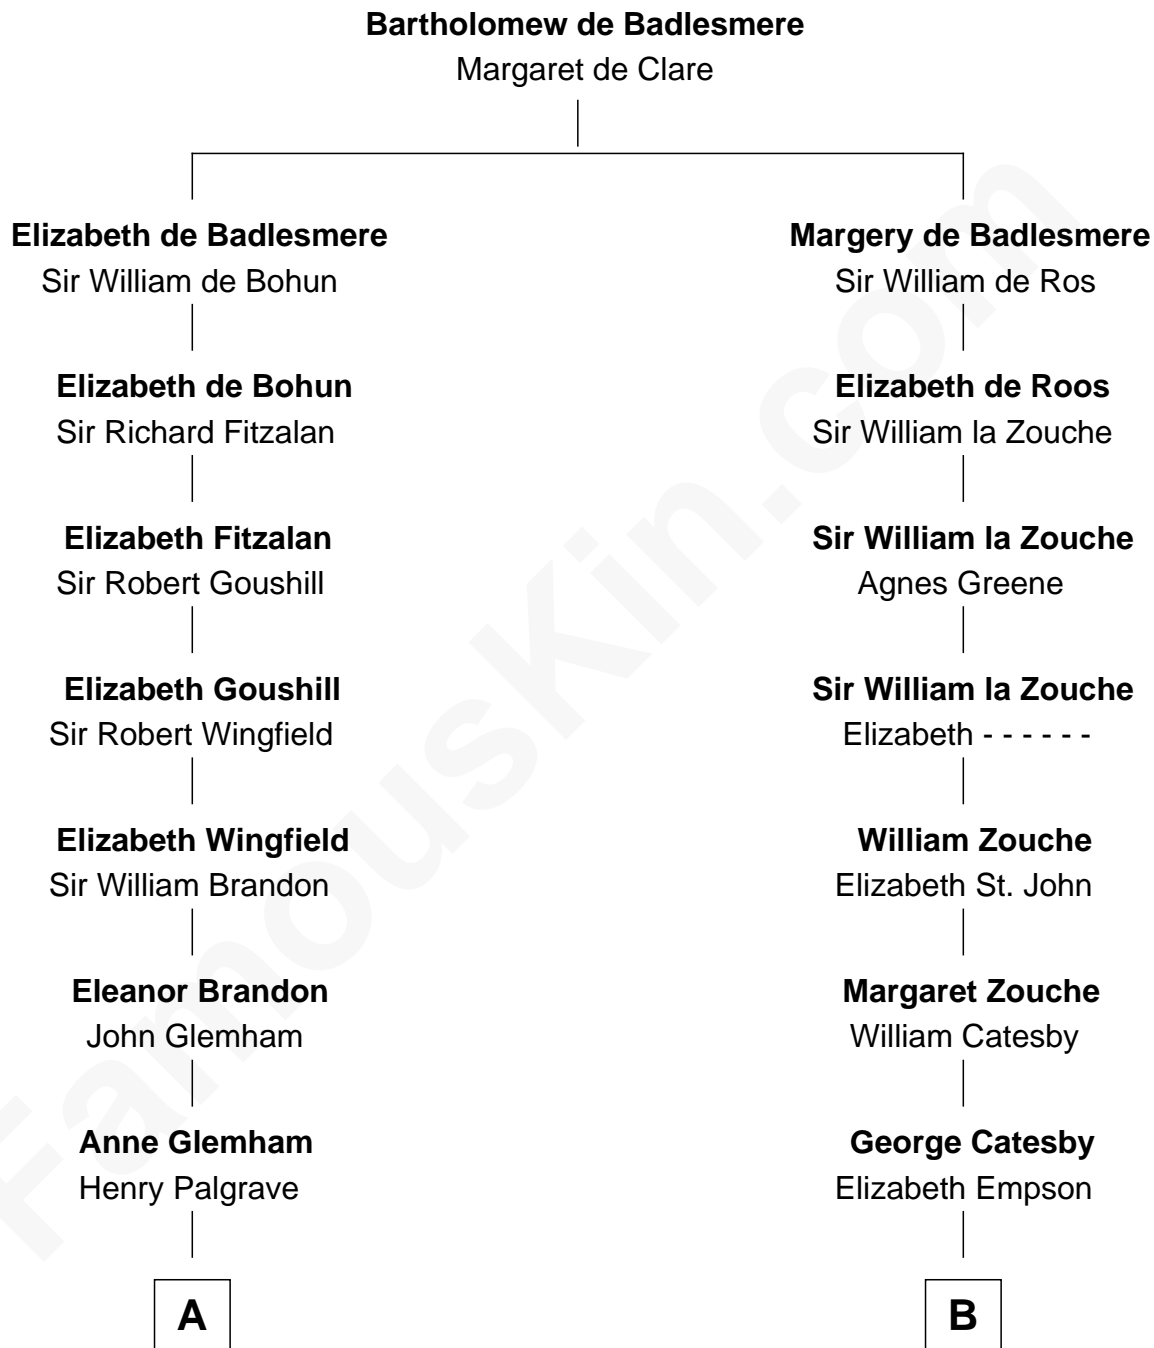 Bartholomew de Badlesmere
Margaret de Clare
Elizabeth de Badlesmere
Sir William de Bohun
Margery de Badlesmere
Sir William de Ros
Elizabeth de Bohun
Sir Richard Fitzalan
Elizabeth de Roos
Sir William la Zouche
Elizabeth Fitzalan
Sir Robert Goushill
Sir William la Zouche
Agnes Greene
Elizabeth Goushill
Sir Robert Wingfield
Sir William la Zouche
Elizabeth - - - - - -
Elizabeth Wingfield
Sir William Brandon
William Zouche
Elizabeth St. John
Eleanor Brandon
John Glemham
Margaret Zouche
William Catesby
Anne Glemham
Henry Palgrave
George Catesby
Elizabeth Empson
A
B
FamousKin.com